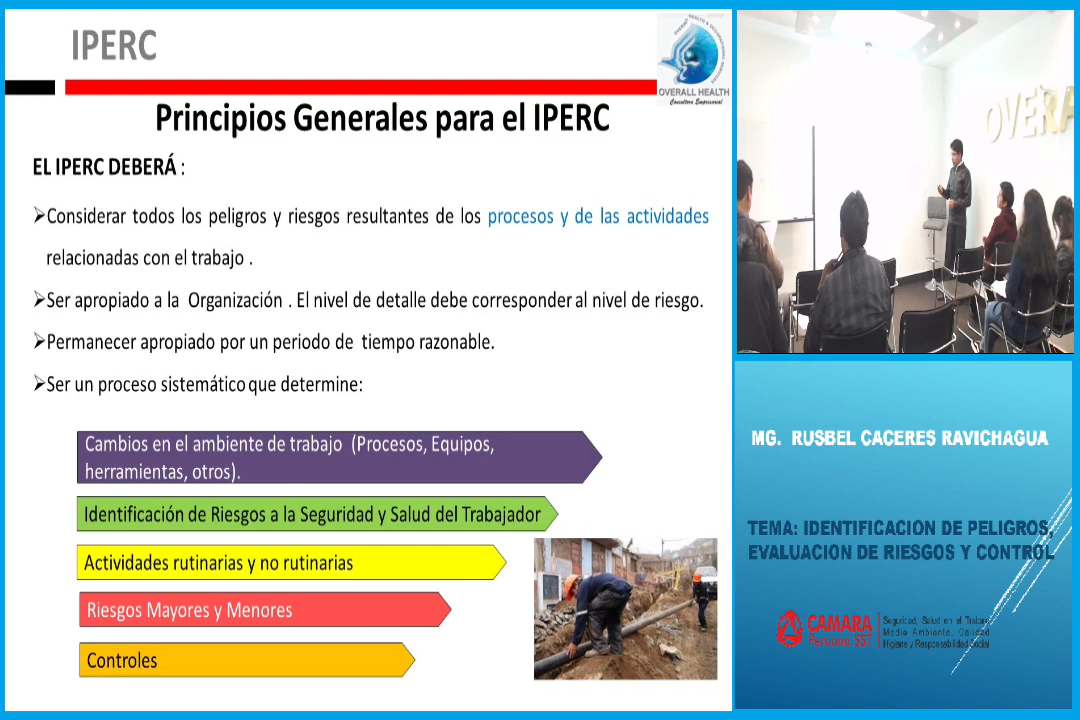 IPERC
OVERALL HEALTH
Consultora Empresarial
Principios Generales para el IPERC
EL IPERC DEBERÁ :
➢Considerar todos los peligros y riesgos resultantes de los procesos y de las actividades
relacionadas con el trabajo .
➢Ser apropiado a la Organización . El nivel de detalle debe corresponder al nivel de riesgo.
➢Permanecer apropiado por un periodo de tiempo razonable.
➢Ser un proceso sistemático que determine:
Cambios en el ambiente de trabajo (Procesos, Equipos,
herramientas, otros).
Identificación de Riesgos a la Seguridad y Salud del Trabajador
Actividades rutinarias y no rutinarias
Riesgos Mayores y Menores
Controles
OVERA
MG. RUSBEL CACERES RAVICHAGUA
TEMA: IDENTIFICACION DE PELIGROS,
EVALUACION DE RIESGOS Y CONTROL
CAMARA
Peruana SST
Seguridad, Salud en el Trabajo
Medio Ambiente, Calidad
Higiene y Responsabilidad Social